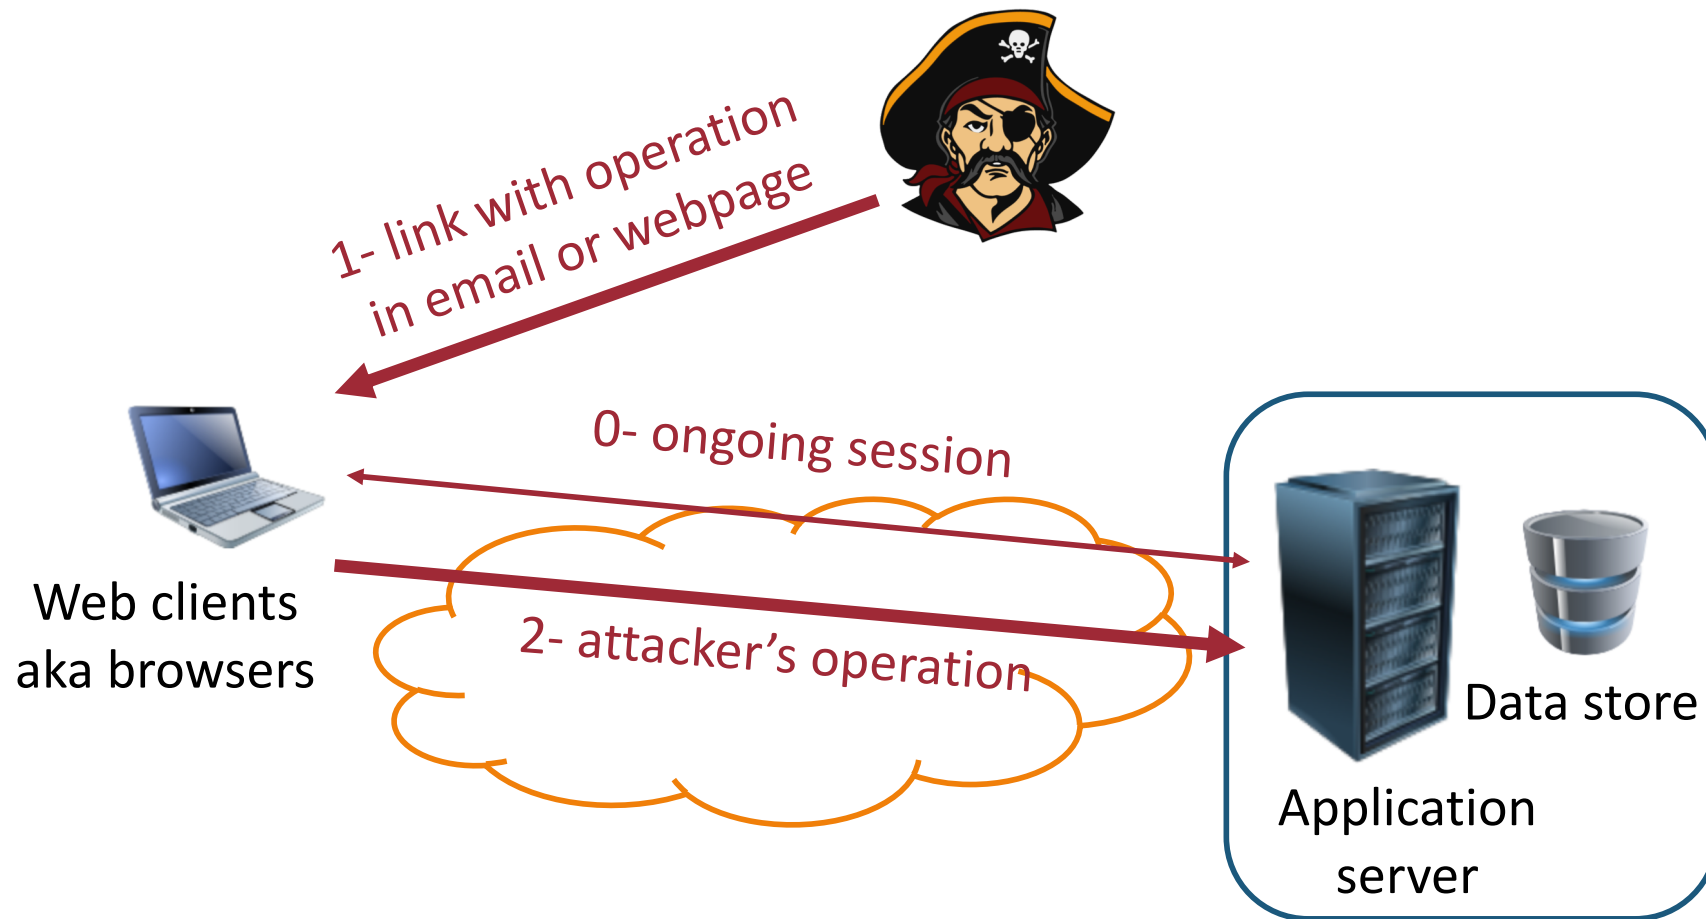 1- link with operation
in email or webpage
0- ongoing session
2- attacker’s operation
Web clients
aka browsers
Data store
Application
server